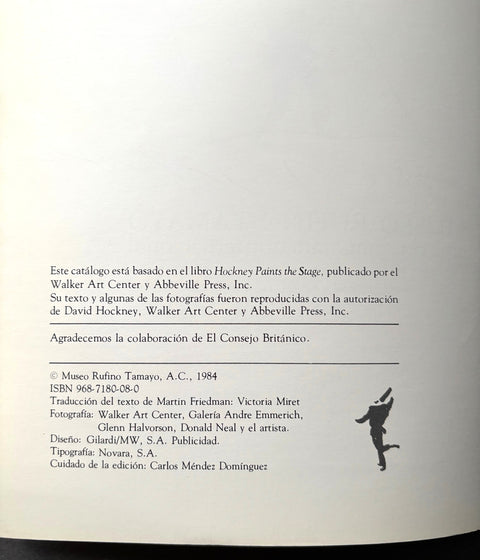 Este catálogo está basado en el libro Hockney Paints the Stage, publicado por el
Walker Art Center y Abbeville Press, Inc.
Su texto y algunas de las fotografías fueron reproducidas con la autorización
de David Hockney, Walker Art Center y Abbeville Press, Inc.
Agradecemos la colaboración de El Consejo Británico.
© Museo Rufino Tamayo, A.C., 1984
ISBN 968-7180-08-0
Traducción del texto de Martin Friedman: Victoria Miret
Fotografía: Walker Art Center, Galería Andre Emmerich,
Glenn Halvorson, Donald Neal y el artista.
Diseño: Gilardi/MW, S.A. Publicidad.
Tipografía: Novara, S.A.
Cuidado de la edición: Carlos Méndez Domínguez